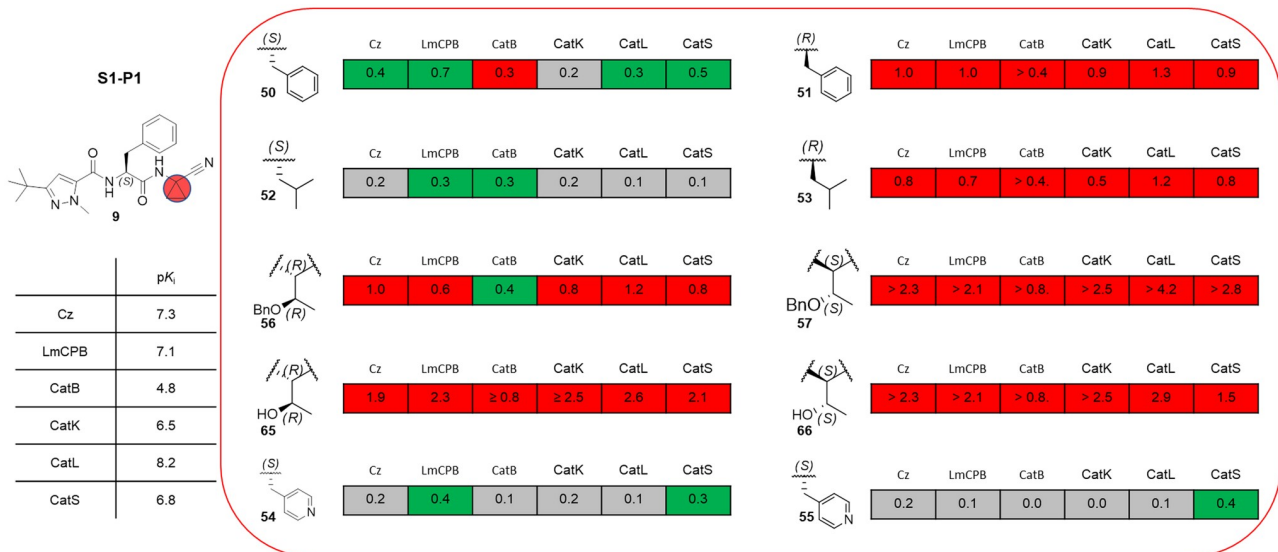 S1-P1
O
N
H
(S)
O
H
N
N
N
N
9
pKi
Cz 7.3
LmCPB 7.1
CatB 4.8
CatK 6.5
CatL 8.2
CatS 6.8
(S)
50
Cz LmCPB CatB CatK CatL CatS
0.4 0.7 0.3 0.2 0.3 0.5
(R)
51
Cz LmCPB CatB CatK CatL CatS
1.0 1.0 > 0.4 0.9 1.3 0.9
(S)
52
Cz LmCPB CatB CatK CatL CatS
0.2 0.3 0.3 0.2 0.1 0.1
(R)
53
Cz LmCPB CatB CatK CatL CatS
0.8 0.7 > 0.4. 0.5 1.2 0.8
(R)
BnO
(R)
56
Cz LmCPB CatB CatK CatL CatS
1.0 0.6 0.4 0.8 1.2 0.8
(S)
BnO
(S)
57
Cz LmCPB CatB CatK CatL CatS
> 2.3 > 2.1 > 0.8. > 2.5 > 4.2 > 2.8
(R)
HO
(R)
65
Cz LmCPB CatB CatK CatL CatS
1.9 2.3 ≥ 0.8 ≥ 2.5 2.6 2.1
(S)
HO
(S)
66
Cz LmCPB CatB CatK CatL CatS
> 2.3 > 2.1 > 0.8. > 2.5 2.9 1.5
(S)
N
54
Cz LmCPB CatB CatK CatL CatS
0.2 0.4 0.1 0.2 0.1 0.3
(S)
N
55
Cz LmCPB CatB CatK CatL CatS
0.2 0.1 0.0 0.0 0.1 0.4